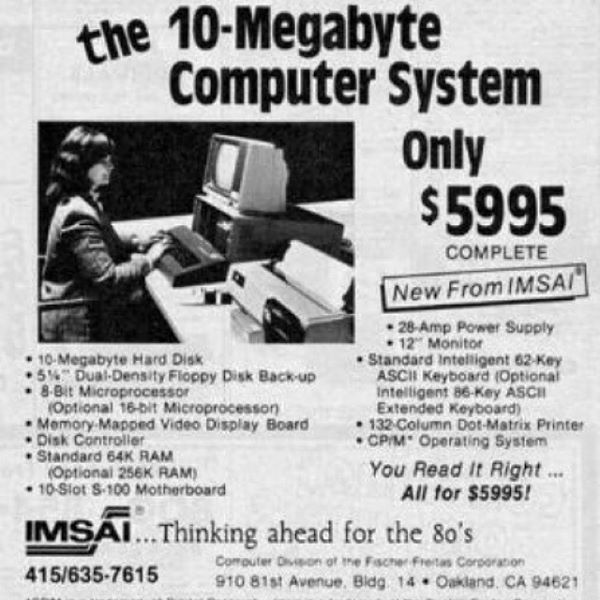 the 10-Megabyte
Computer System
Only
$5995
COMPLETE
New From IMSAI®
• 28-Amp Power Supply
• 12" Monitor
• 10-Megabyte Hard Disk
• 5¼" Dual-Density Floppy Disk Back-up
• 8-Bit Microprocessor
(Optional 16-bit Microprocessor)
• Memory-Mapped Video Display Board
• Disk Controller
• Standard 64K RAM
(Optional 256K RAM)
• 10-Slot S-100 Motherboard
• Standard Intelligent 62-Key
ASCII Keyboard (Optional
Intelligent 86-Key ASCII
Extended Keyboard)
• 132-Column Dot-Matrix Printer
• CP/M* Operating System
You Read It Right ...
All for $5995!
IMSAI® ...Thinking ahead for the 80's
415/635-7615
Computer Division of the Fischer-Freitas Corporation
910 81st Avenue, Bldg. 14 • Oakland, CA 94621